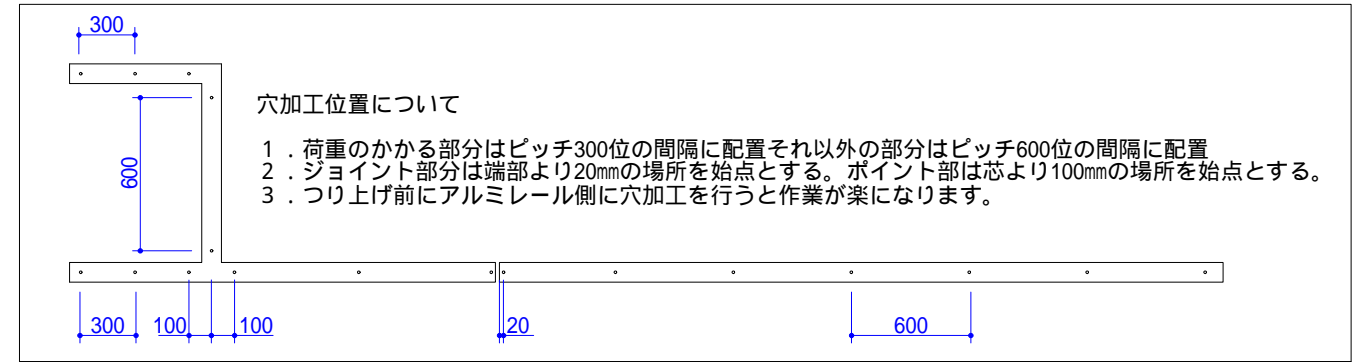 300
穴加工位置について
1．荷重のかかる部分はピッチ300位の間隔に配置それ以外の部分はピッチ600位の間隔に配置
2．ジョイント部分は端部より20㎜の場所を始点とする。ポイント部は芯より100㎜の場所を始点とする。
3．つり上げ前にアルミレール側に穴加工を行うと作業が楽になります。
600
300 100 100 20 600